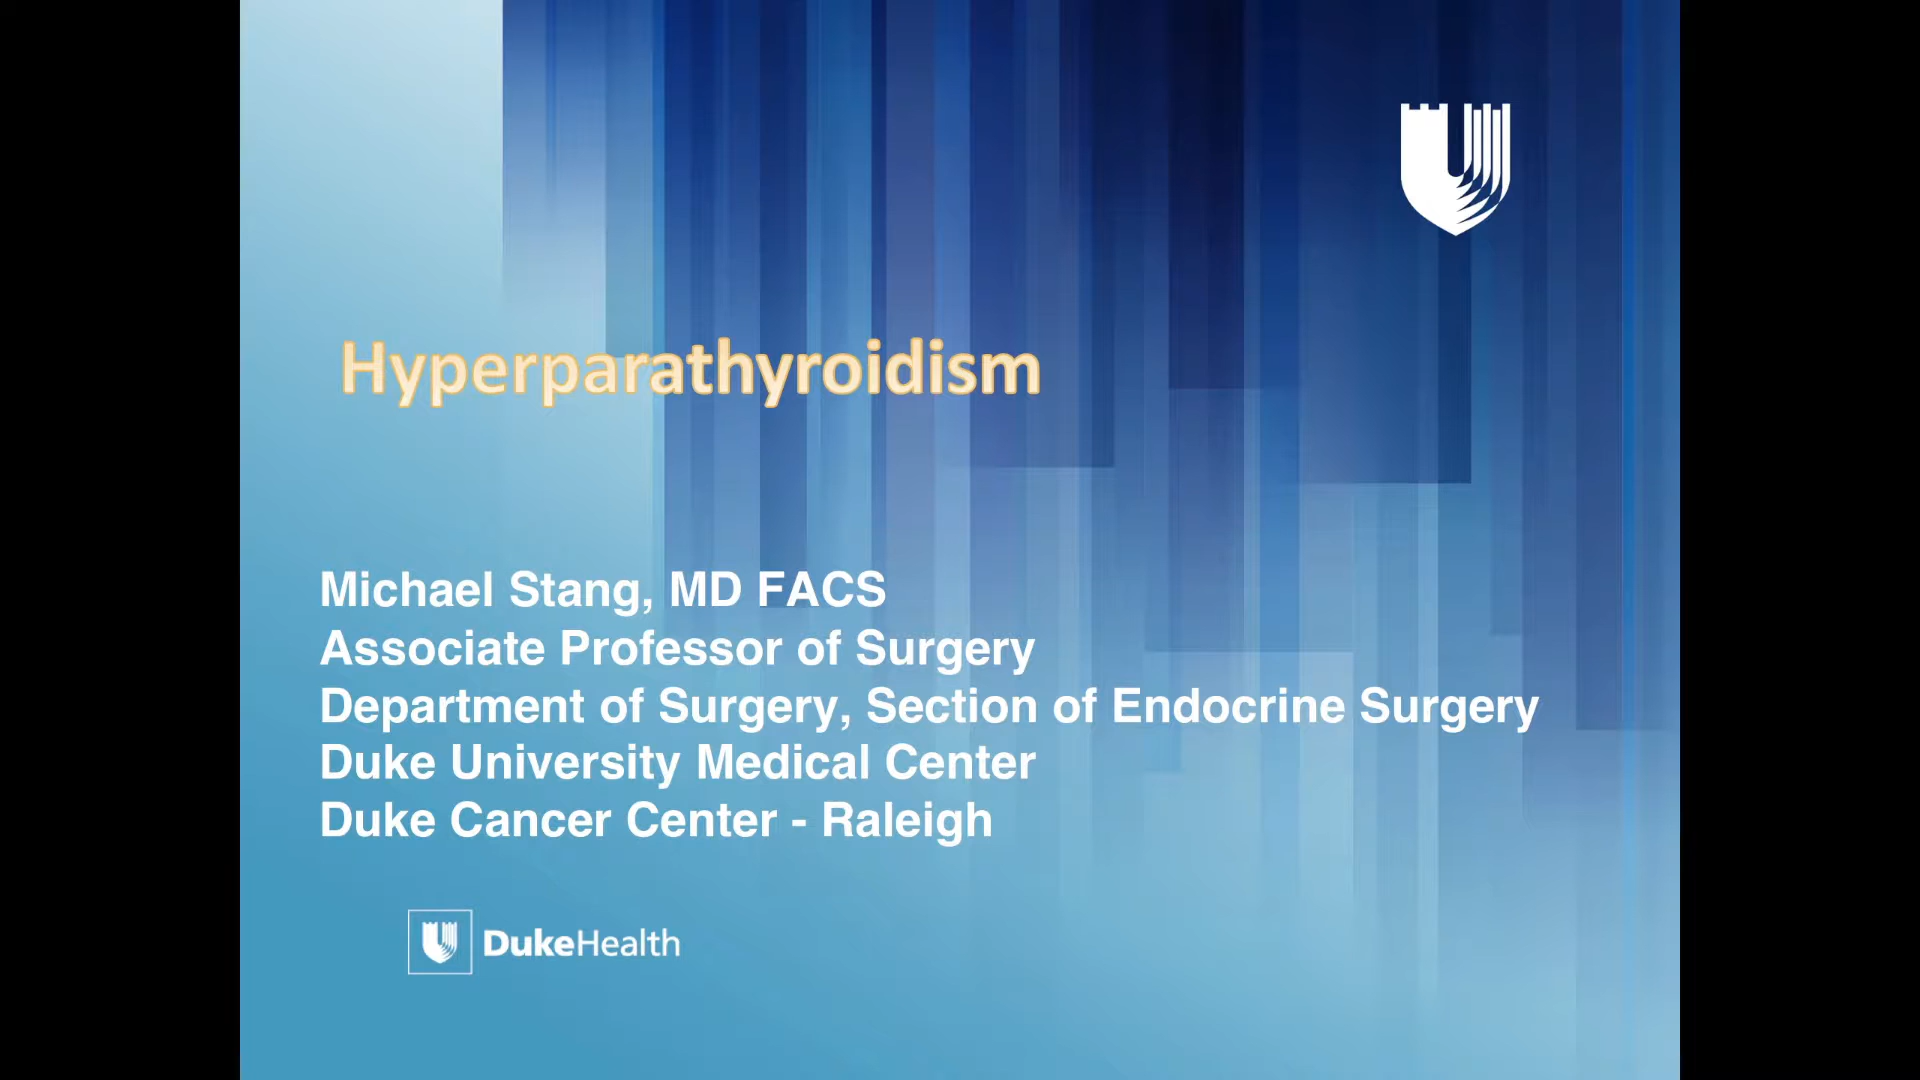 Hyperparathyroidism
Michael Stang, MD FACS
Associate Professor of Surgery
Department of Surgery, Section of Endocrine Surgery
Duke University Medical Center
Duke Cancer Center - Raleigh
DukeHealth